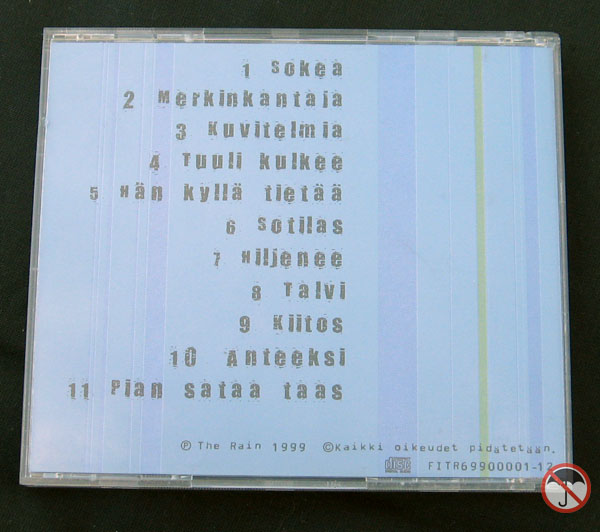 1 Sokea
2 Merkinkantaja
3 Kuvitelmia
4 Tuuli kulkee
5 Hän kyllä tietää
6 Sotilas
7 Hiljenee
8 Talvi
9 Kiitos
10 Anteeksi
11 Pian sataa taas
℗ The Rain 1999 ©Kaikki oikeudet pidätetään.
FITR69900001-12